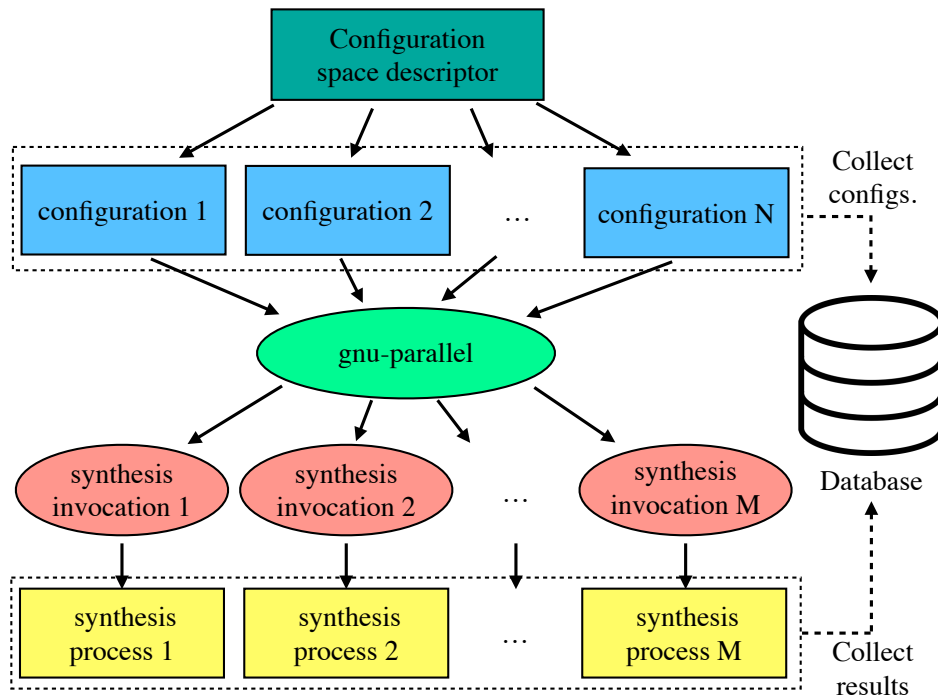 Configuration
space descriptor
Collect
configs.
configuration 1
configuration 2
...
configuration N
gnu-parallel
synthesis
invocation 1
synthesis
invocation 2
...
synthesis
invocation M
Database
synthesis
process 1
synthesis
process 2
...
synthesis
process M
Collect
results